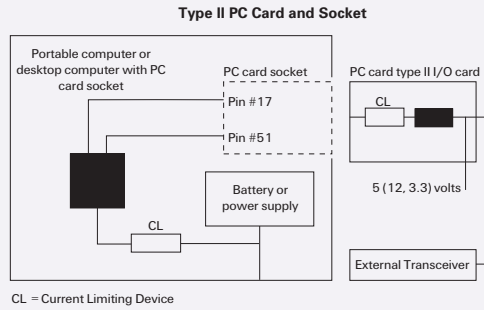 Type II PC Card and Socket
Portable computer or
desktop computer with PC
card socket
PC card socket
Pin #17
Pin #51
Battery or
power supply
CL
PC card type II I/O card
CL
5 (12, 3.3) volts
External Transceiver
CL = Current Limiting Device